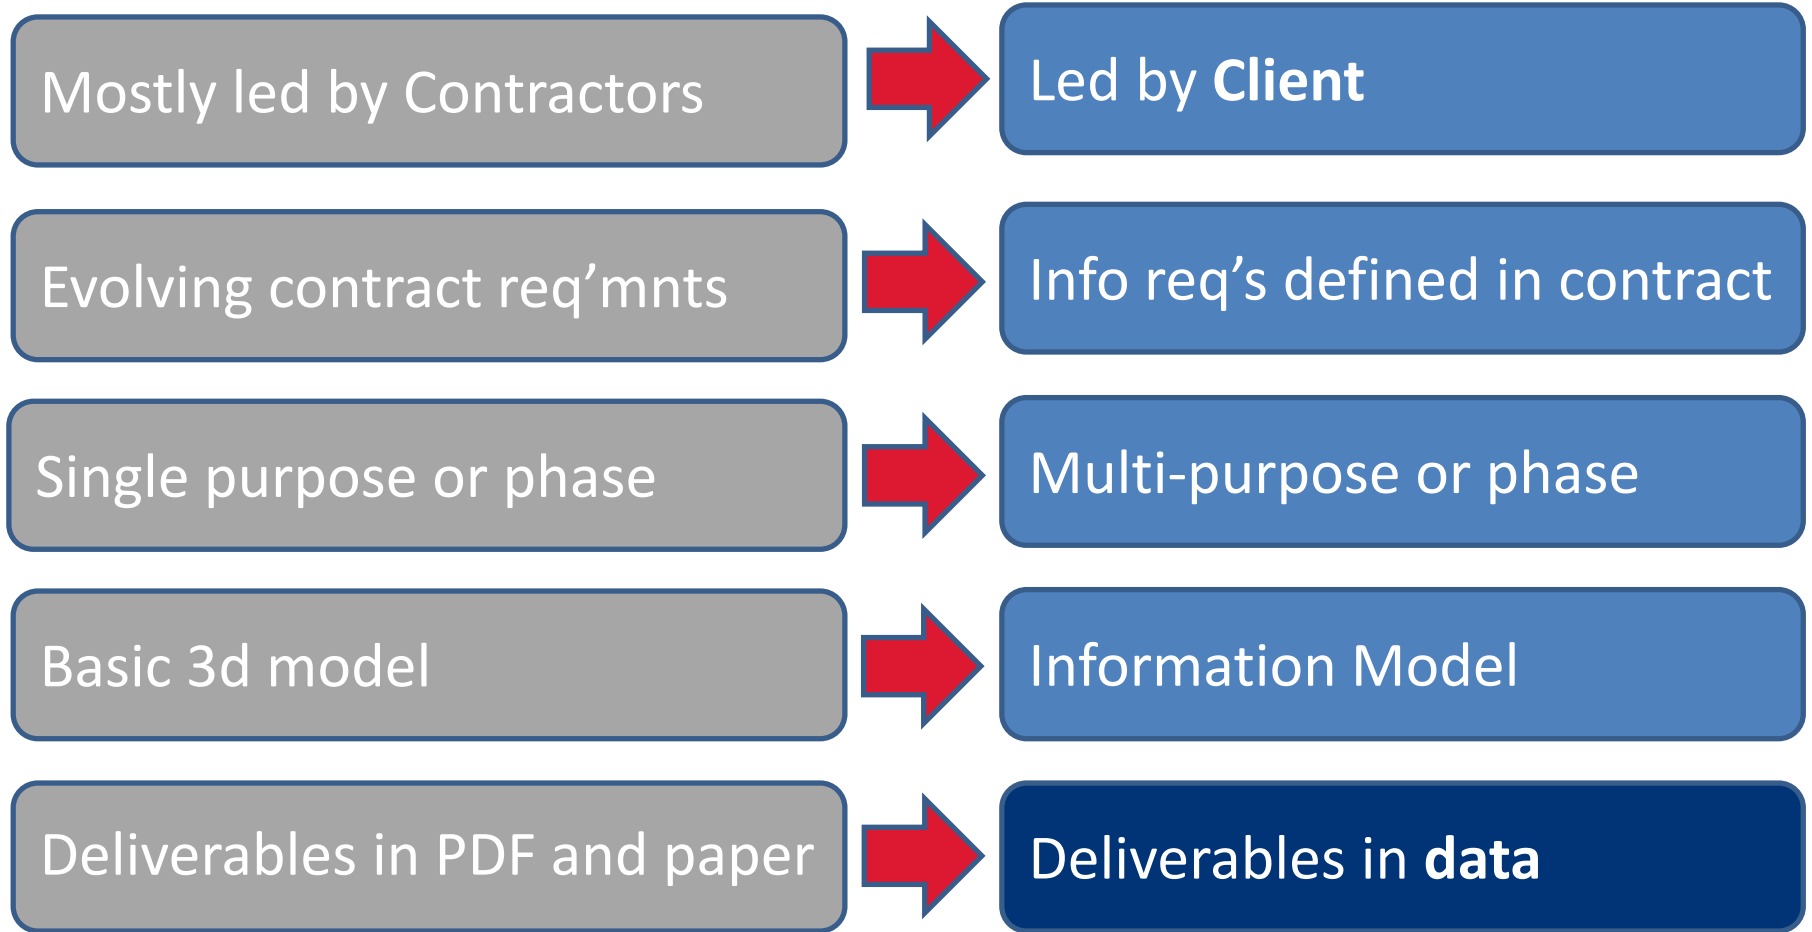 Mostly led by Contractors
Led by Client
Evolving contract req’mnts
Info req’s defined in contract
Single purpose or phase
Multi-purpose or phase
Basic 3d model
Information Model
Deliverables in PDF and paper
Deliverables in data